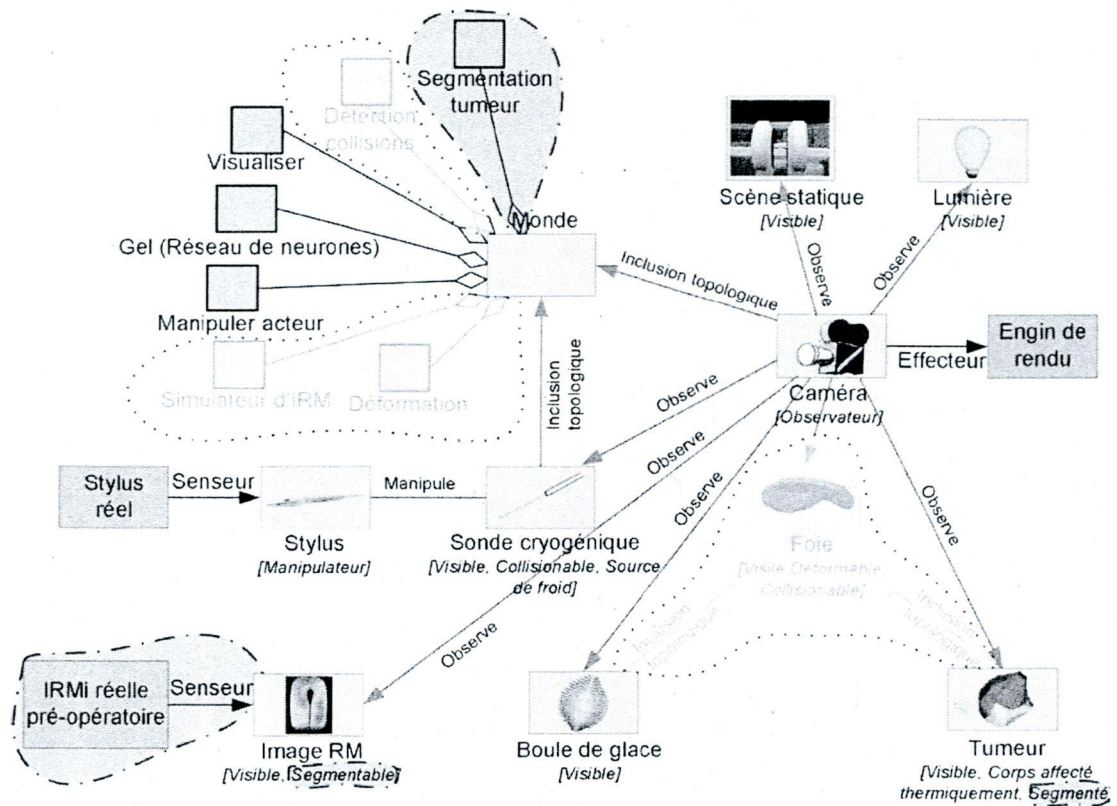 Segmentation
tumeur
Détection
collisions
Visualiser
Gel (Réseau de neurones)
Manipuler acteur
Monde
Simulateur d'IRM
Déformation
Scène statique
[Visible]
Lumière
[Visible]
Inclusion topologique
Observe
Observe
Engin de
rendu
Effecteur
Caméra
[Observateur]
Inclusion
topologique
Observe
Observe
Observe
Observe
Stylus
réel
Senseur
Stylus
[Manipulateur]
Manipule
Sonde cryogénique
[Visible, Collisionable, Source
de froid]
Foie
[Visile,Déformable,
Collisionable]
Inclusion
topologique
Inclusion
topologique
Observe
IRMi réelle
pré-opératoire
Senseur
Image RM
[Visible, Segmentable]
Boule de glace
[Visible]
Tumeur
[Visible, Corps affecté
thermiquement, Segmenté